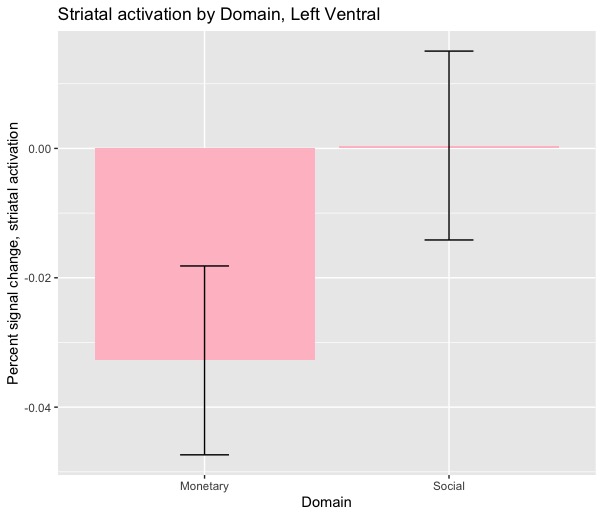 Striatal activation by Domain, Left Ventral
Percent signal change, striatal activation
0.00
-0.02
-0.04
Monetary
Social
Domain